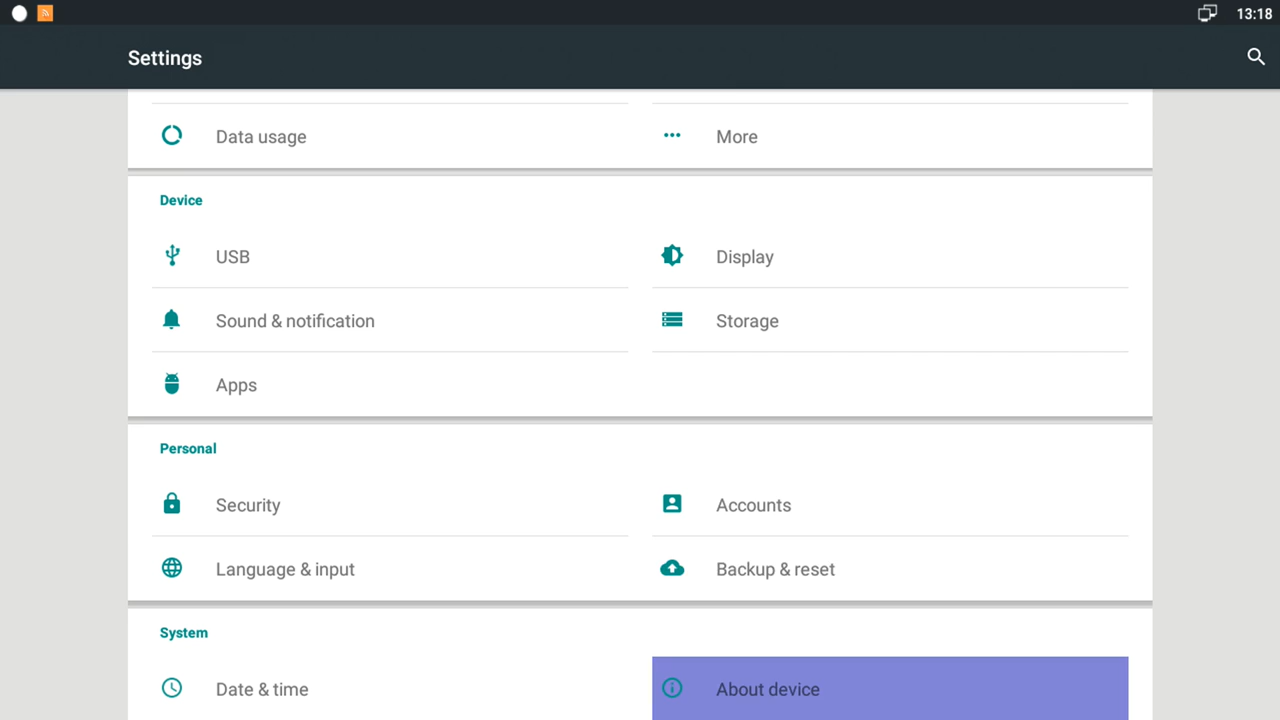 13:18
Settings
Data usage
More
Device
USB
Display
Sound & notification
Storage
Apps
Personal
Security
Accounts
Language & input
Backup & reset
System
Date & time
About device